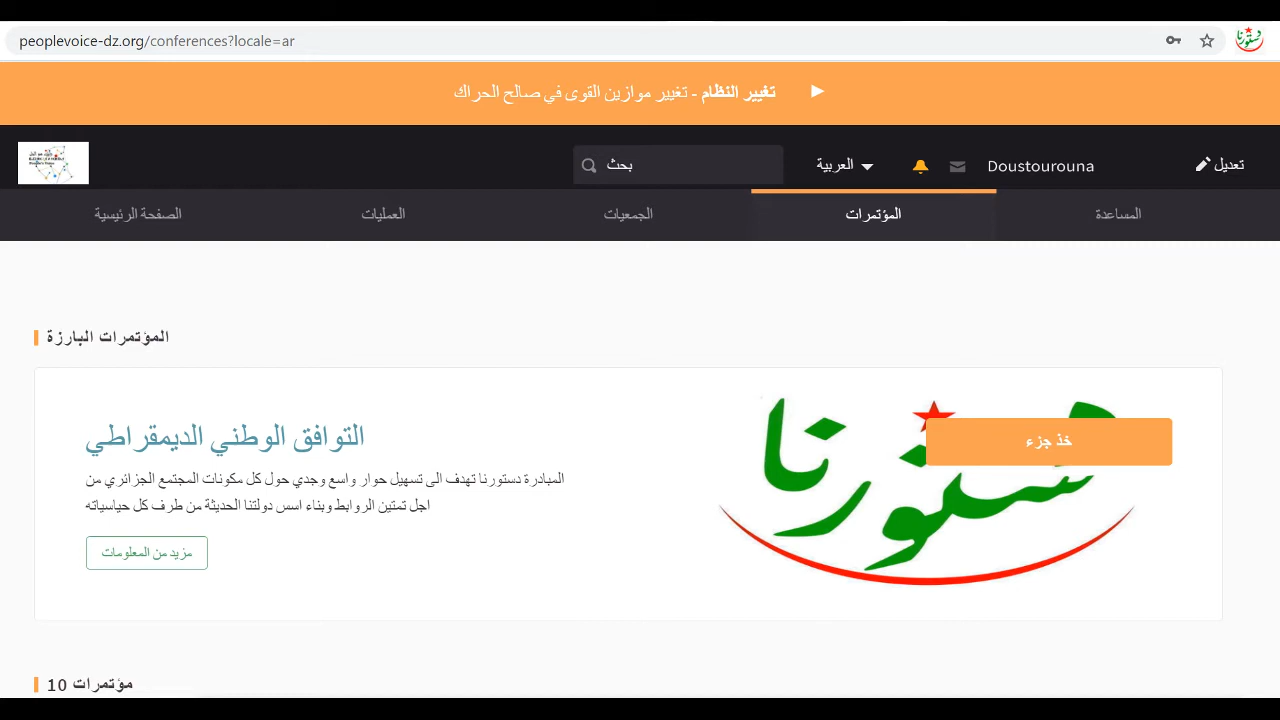 peoplevoice-dz.org/conferences?locale=ar
دستورنا
تغيير النظام - تغيير موازين القوى في صالح الحراك
بحث
العربية
Doustourouna
تعديل
الصفحة الرئيسية
العمليات
الجمعيات
المؤتمرات
المساعدة
المؤتمرات البارزة
التوافق الوطني الديمقراطي
المبادرة دستورنا تهدف الى تسهيل حوار واسع وجدي حول كل مكونات المجتمع الجزائري من
اجل تمتين الروابط وبناء اسس دولتنا الحديثة من طرف كل حياسياته
مزيد من المعلومات
دستورنا
خذ جزء
10 مؤتمرات